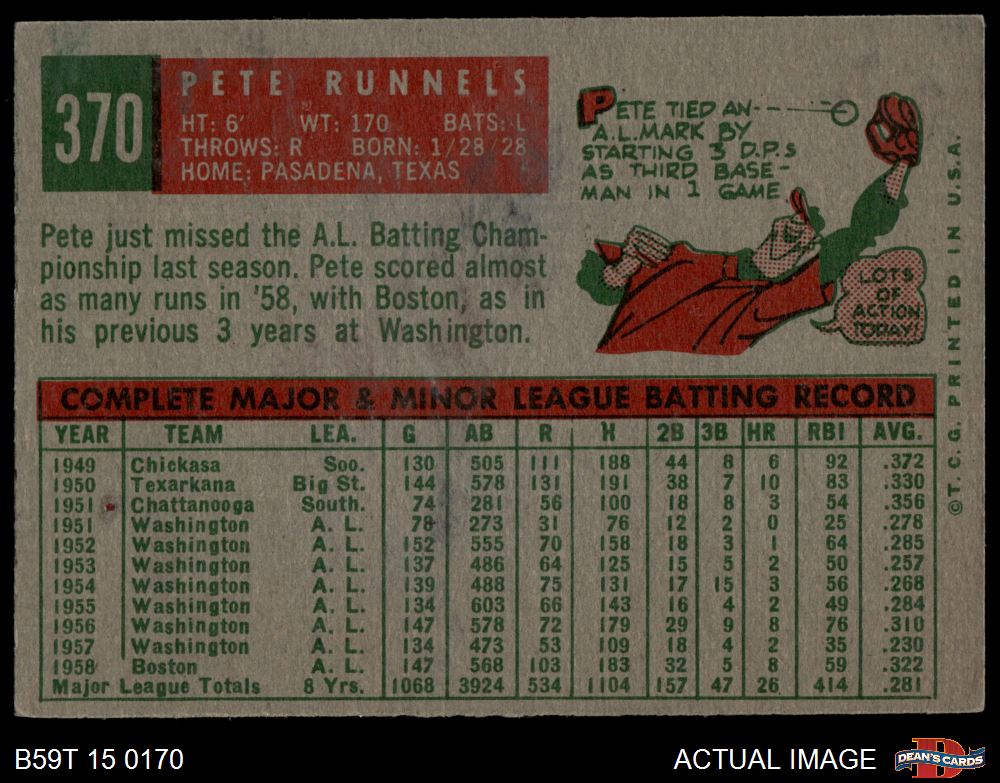 370
PETE RUNNELS
HT: 6' WT: 170 BATS: L
THROWS: R BORN: 1/28/28
HOME: PASADENA, TEXAS
Pete just missed the A.L. Batting Cham-
pionship last season. Pete scored almost
as many runs in '58, with Boston, as in
his previous 3 years at Washington.
PETE TIED AN
A.L. MARK BY
STARTING 3 D.P.S
AS THIRD BASE-
MAN IN 1 GAME
LOTS
OF
ACTION
TODAY!
COMPLETE MAJOR & MINOR LEAGUE BATTING RECORD
YEAR TEAM LEA. G AB R H 2B 3B HR RBI AVG.
1949 Chickasa Soo. 130 505 111 188 44 8 6 92 .372
1950 Texarkana Big St. 144 578 131 191 38 7 10 83 .330
1951 Chattanooga South. 74 281 56 100 18 8 3 54 .356
1951 Washington A. L. 78 273 31 76 12 2 0 25 .278
1952 Washington A. L. 152 555 70 158 18 3 1 64 .285
1953 Washington A. L. 137 486 64 125 15 5 2 50 .257
1954 Washington A. L. 139 488 75 131 17 15 3 56 .268
1955 Washington A. L. 134 603 66 143 16 4 2 49 .284
1956 Washington A. L. 147 578 72 179 29 9 8 76 .310
1957 Washington A. L. 134 473 53 109 18 4 2 35 .230
1958 Boston A. L. 147 568 103 183 32 5 8 59 .322
Major League Totals 8 Yrs. 1068 3924 534 1104 157 47 26 414 .281
©T. C. G. PRINTED IN U.S.A.
B59T 15 0170
ACTUAL IMAGE
D
DEAN'S CARDS